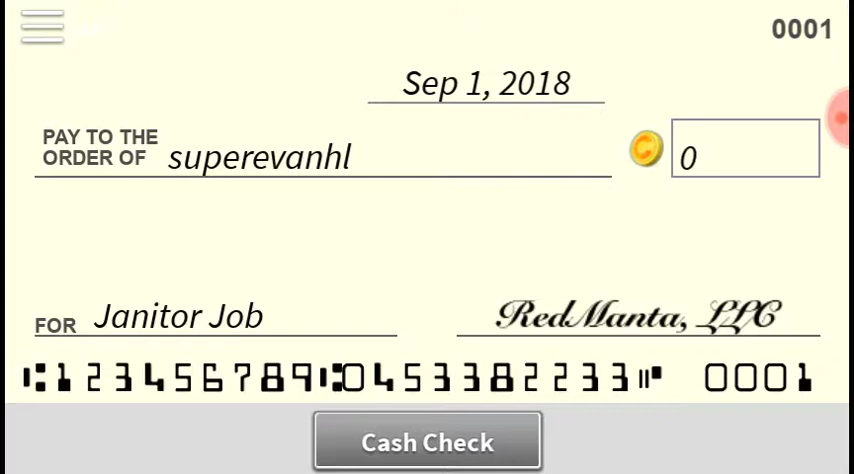 0001
Sep 1, 2018
PAY TO THE
ORDER OF superevanhl
0
FOR Janitor Job
RedManta, LLC
⑆123456789⑆0453382233⑈ 0001
Cash Check